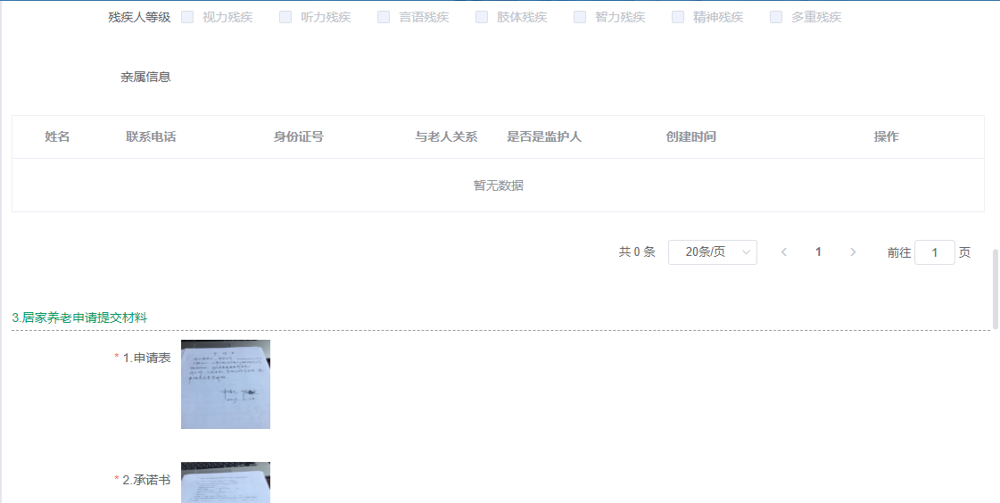 残疾人等级 视力残疾 听力残疾 言语残疾 肢体残疾 智力残疾 精神残疾 多重残疾
亲属信息
姓名 联系电话 身份证号 与老人关系 是否是监护人 创建时间 操作
暂无数据
共 0 条 20条/页 1 前往 1 页
3.居家养老申请提交材料
* 1.申请表
* 2.承诺书